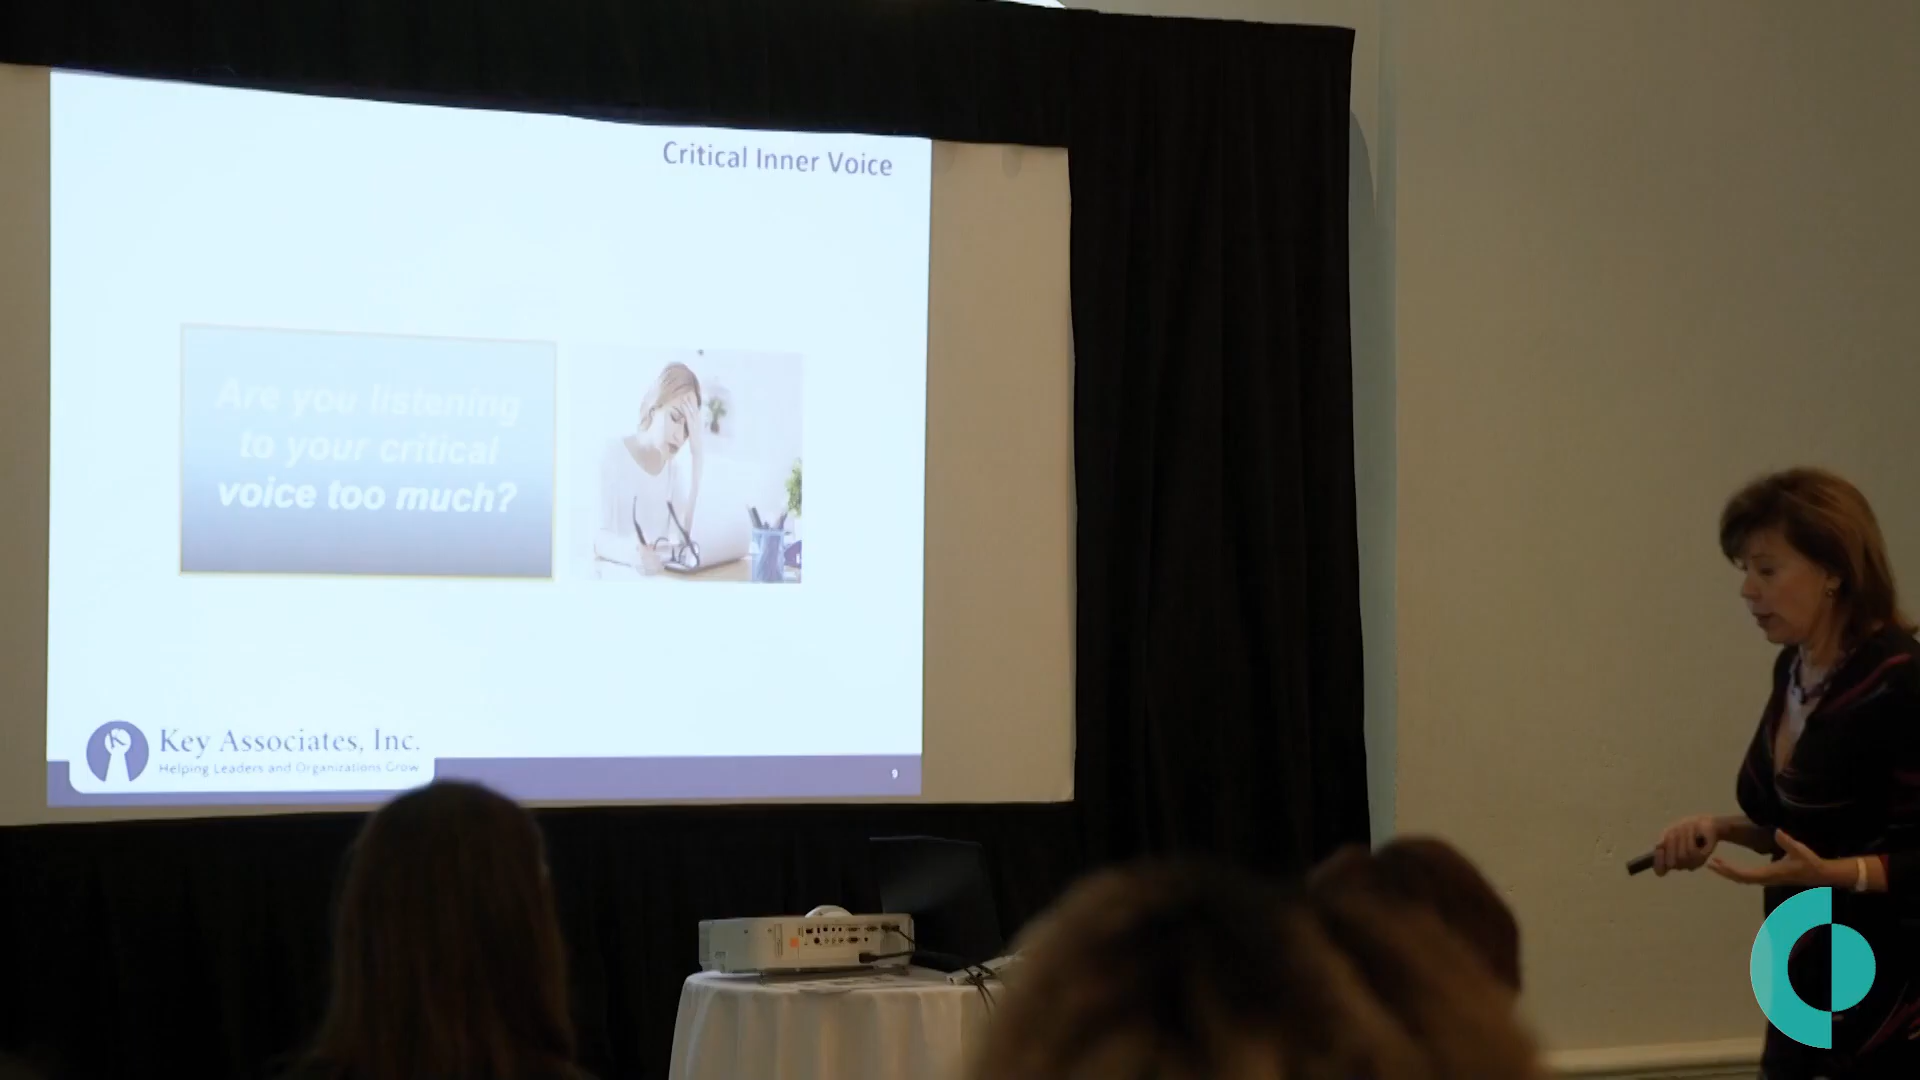 Critical Inner Voice
Are you listening
to your critical
voice too much?
Key Associates, Inc.
Helping Leaders and Organizations Grow
9